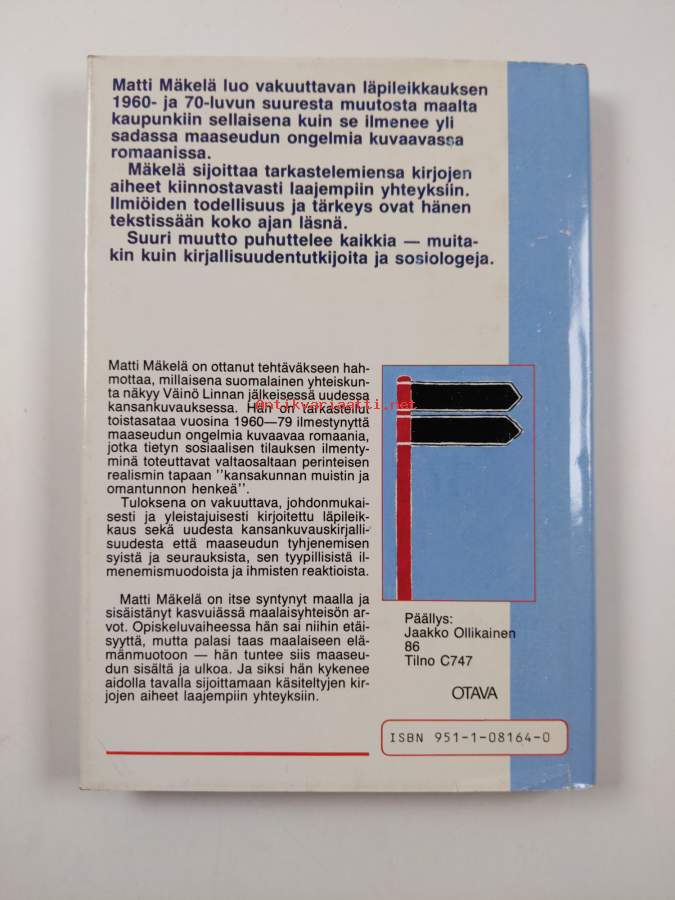 Matti Mäkelä luo vakuuttavan läpileikkauksen
1960- ja 70-luvun suuresta muutosta maalta
kaupunkiin sellaisena kuin se ilmenee yli
sadassa maaseudun ongelmia kuvaavassa
romaanissa.
Mäkelä sijoittaa tarkastelemiensa kirjojen
aiheet kiinnostavasti laajempiin yhteyksiin.
Ilmiöiden todellisuus ja tärkeys ovat hänen
tekstissään koko ajan läsnä.
Suuri muutto puhuttelee kaikkia — muita-
kin kuin kirjallisuudentutkijoita ja sosiologeja.
Matti Mäkelä on ottanut tehtäväkseen hah-
mottaa, millaisena suomalainen yhteiskun-
ta näkyy Väinö Linnan jälkeisessä uudessa
kansankuvauksessa. Hän on tarkastellut
toistasataa vuosina 1960—79 ilmestynyttä
maaseudun ongelmia kuvaavaa romaania,
jotka tietyn sosiaalisen tilauksen ilmenty-
minä toteuttavat valtaosaltaan perinteisen
realismin tapaan ''kansakunnan muistin ja
omantunnon henkeä''.
Tuloksena on vakuuttava, johdonmukai-
sesti ja yleistajuisesti kirjoitettu läpileik-
kaus sekä uudesta kansankuvauskirjalli-
suudesta että maaseudun tyhjenemisen
syistä ja seurauksista, sen tyypillisistä il-
menemismuodoista ja ihmisten reaktioista.
Matti Mäkelä on itse syntynyt maalla ja
sisäistänyt kasvuiässä maalaisyhteisön ar-
vot. Opiskeluvaiheessa hän sai niihin etäi-
syyttä, mutta palasi taas maalaiseen elä-
mänmuotoon — hän tuntee siis maaseu-
dun sisältä ja ulkoa. Ja siksi hän kykenee
aidolla tavalla sijoittamaan käsiteltyjen kir-
jojen aiheet laajempiin yhteyksiin.
antikvariaatti.net
Päällys:
Jaakko Ollikainen
86
Tilno C747
OTAVA
ISBN 951-1-08164-0